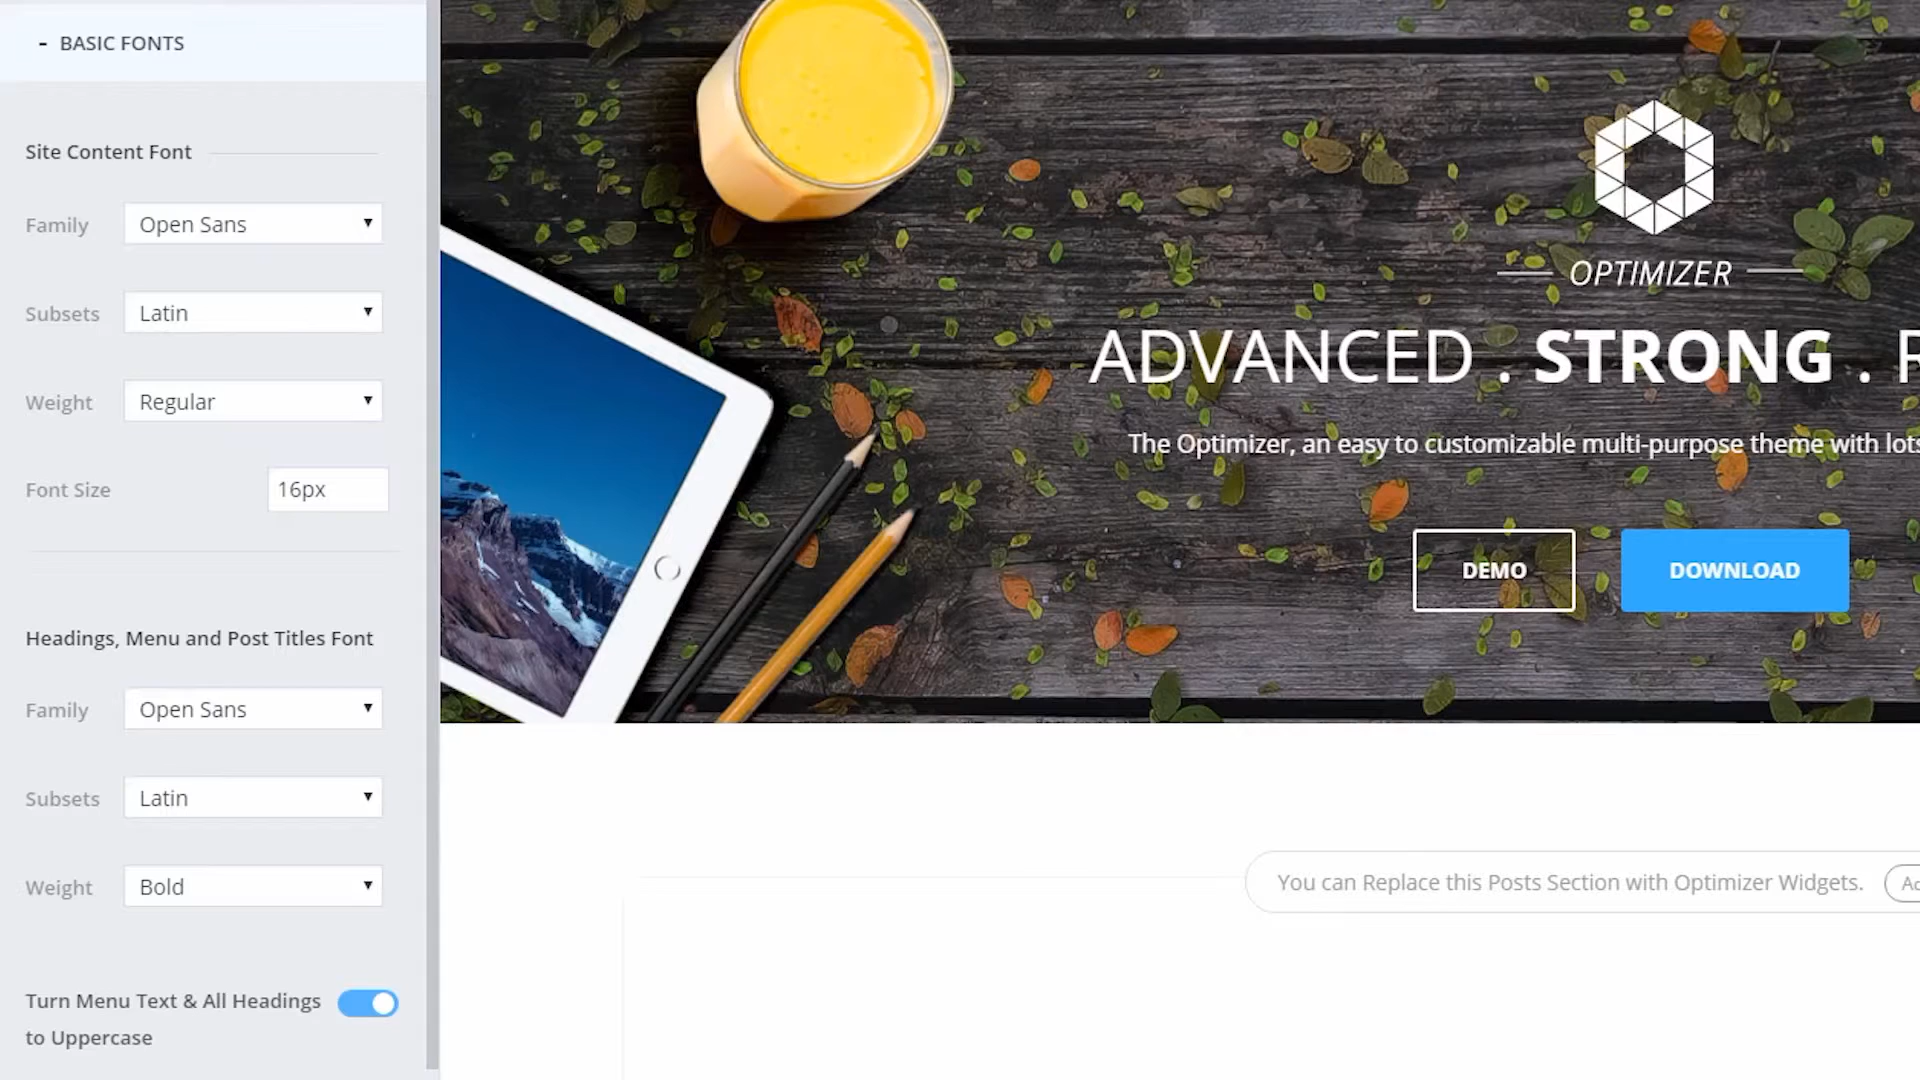 - BASIC FONTS
Site Content Font
Family Open Sans
Subsets Latin
Weight Regular
Font Size 16px
Headings, Menu and Post Titles Font
Family Open Sans
Subsets Latin
Weight Bold
Turn Menu Text & All Headings
to Uppercase
OPTIMIZER
ADVANCED . STRONG .
The Optimizer, an easy to customizable multi-purpose theme with lots
DEMO
DOWNLOAD
You can Replace this Posts Section with Optimizer Widgets.